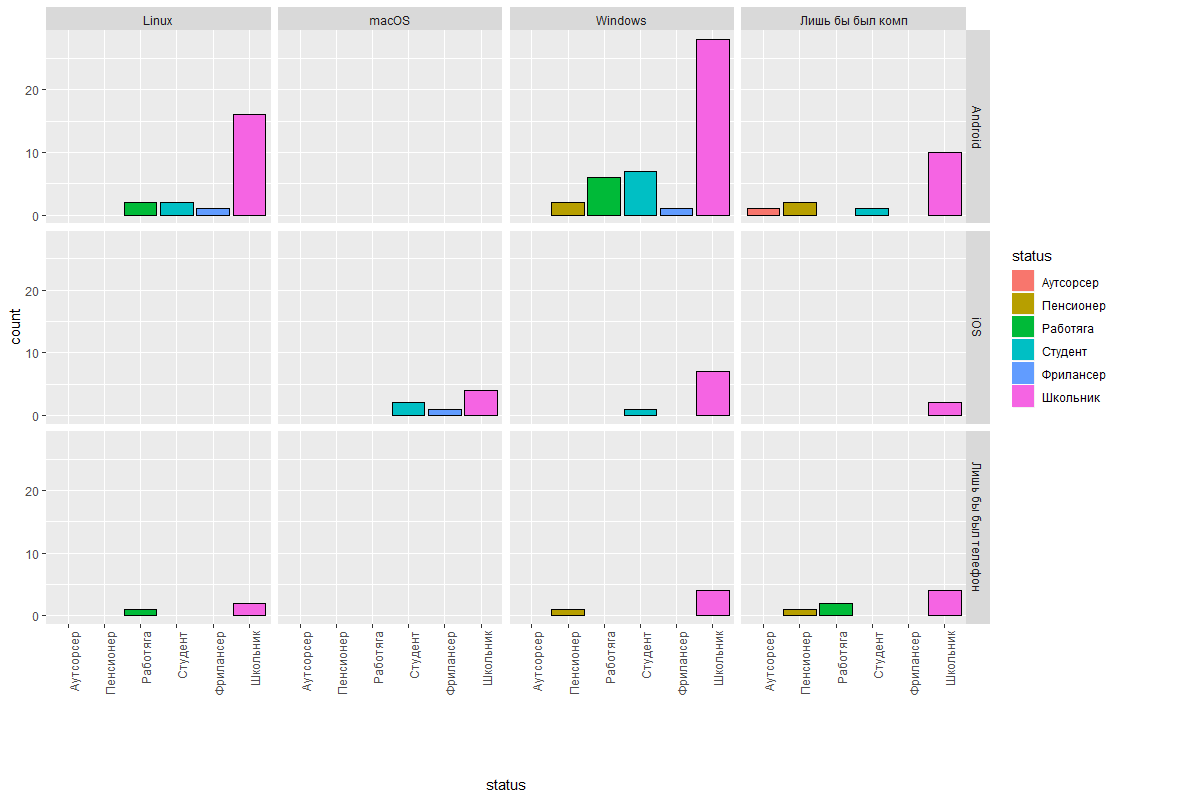 Linux
macOS
Windows
Лишь бы был комп
Android
iOS
Лишь бы был телефон
count
20
10
0
20
10
0
20
10
0
Аутсорсер
Пенсионер
Работяга
Студент
Фрилансер
Школьник
Аутсорсер
Пенсионер
Работяга
Студент
Фрилансер
Школьник
Аутсорсер
Пенсионер
Работяга
Студент
Фрилансер
Школьник
Аутсорсер
Пенсионер
Работяга
Студент
Фрилансер
Школьник
status
status
Аутсорсер
Пенсионер
Работяга
Студент
Фрилансер
Школьник